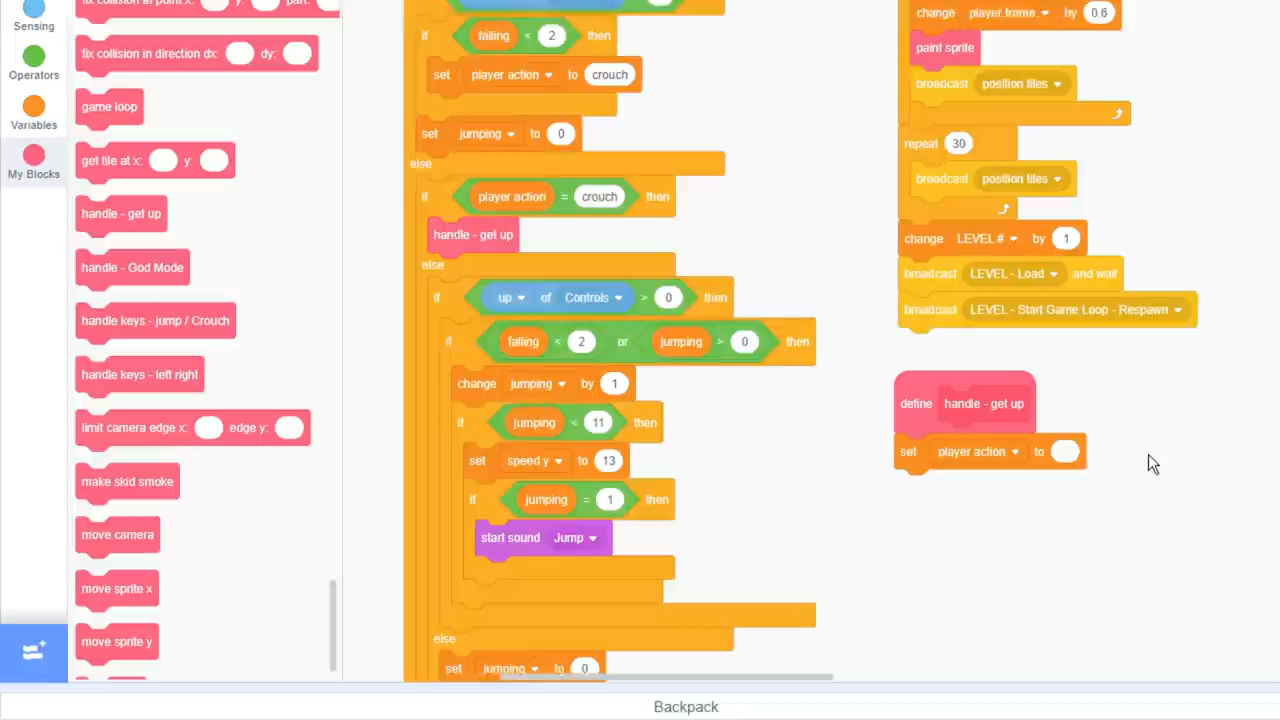 Sensing
Operators
Variables
My Blocks
fix collision in direction dx: dy:
game loop
get tile at x: y:
handle - get up
handle - God Mode
handle keys - jump / Crouch
handle keys - left right
limit camera edge x: edge y:
make skid smoke
move camera
move sprite x
move sprite y
if falling < 2 then
set player action to crouch
set jumping to 0
else
if player action = crouch then
handle - get up
else
if up of Controls > 0 then
if falling < 2 or jumping > 0 then
change jumping by 1
if jumping < 11 then
set speed y to 13
if jumping = 1 then
start sound Jump
else
set jumping to 0
change player frame by 0.6
paint sprite
broadcast position tiles
repeat 30
broadcast position tiles
change LEVEL # by 1
broadcast LEVEL - Load and wait
broadcast LEVEL - Start Game Loop - Respawn
define handle - get up
set player action to
Backpack